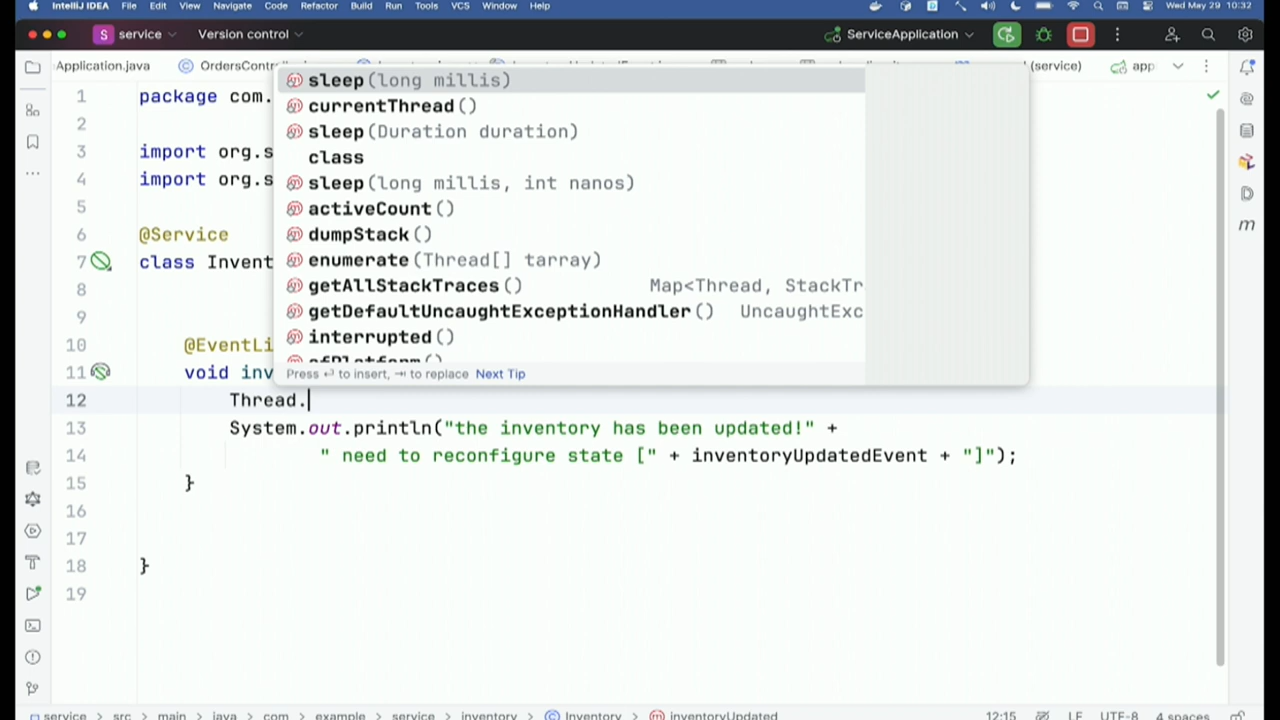 IntelliJ IDEA File Edit View Navigate Code Refactor Build Run Tools VCS Window Help Wed May 29 10:32
S service Version control ServiceApplication
Application.java OrdersContr (service) app
sleep(long millis)
currentThread()
sleep(Duration duration)
class
sleep(long millis, int nanos)
activeCount()
dumpStack()
enumerate(Thread[] tarray)
getAllStackTraces() Map<Thread, StackTr
getDefaultUncaughtExceptionHandler() UncaughtExc
interrupted()
ofPlatform()
Press ⏎ to insert, ⇥ to replace Next Tip
1 package com.
2
3 import org.s
4 import org.s
5
6 @Service
7 class Invent
8
9
10 @EventLi
11 void inv
12 Thread.
13 System.out.println("the inventory has been updated!" +
14 " need to reconfigure state [" + inventoryUpdatedEvent + "]");
15 }
16
17
18 }
19
service > src > main > java > com > example > service > inventory > Inventory > inventoryUpdated 12:15 LF UTF-8 4 spaces